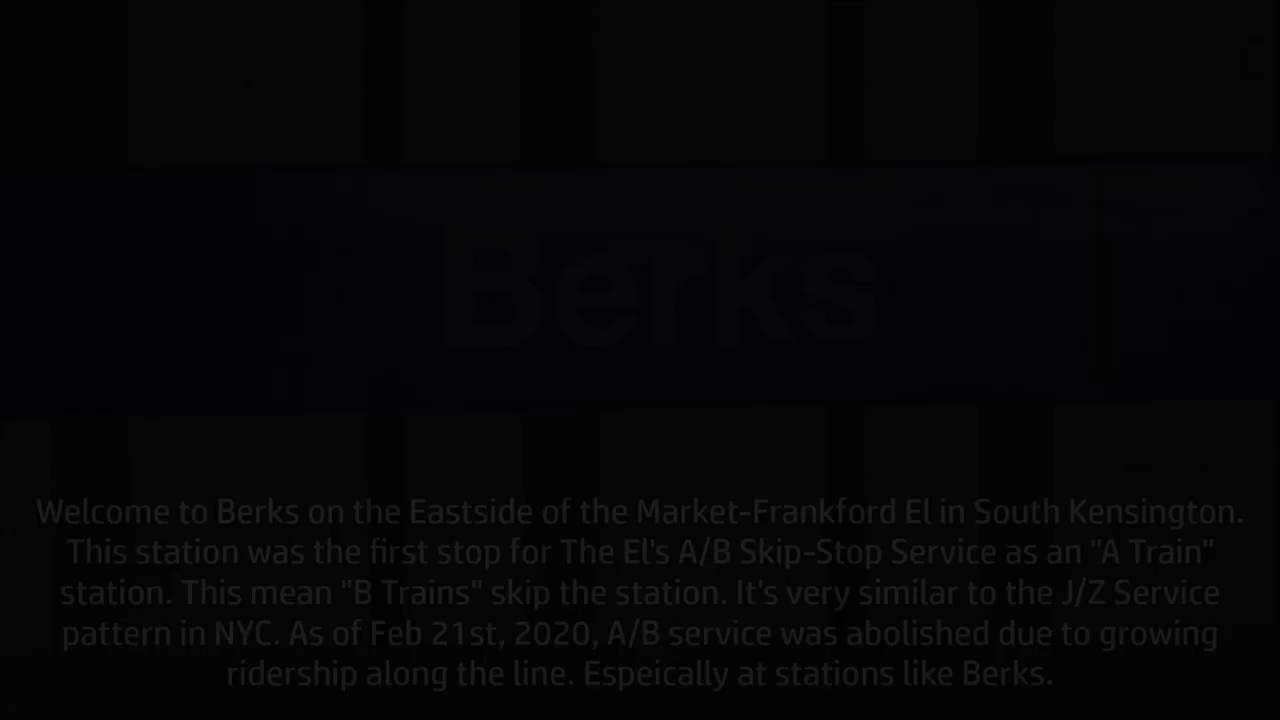 Berks
Welcome to Berks on the Eastside of the Market-Frankford El in South Kensington.
This station was the first stop for The El's A/B Skip-Stop Service as an "A Train"
station. This mean "B Trains" skip the station. It's very similar to the J/Z Service
pattern in NYC. As of Feb 21st, 2020, A/B service was abolished due to growing
ridership along the line. Espeically at stations like Berks.